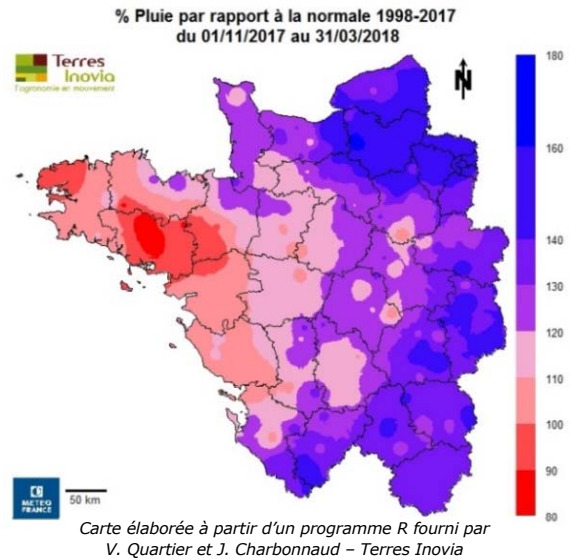 % Pluie par rapport à la normale 1998-2017
du 01/11/2017 au 31/03/2018
Terres
Inovia
l'agronomie en mouvement
N
180
160
140
130
120
110
100
90
80
METEO
FRANCE
50 km
Carte élaborée à partir d'un programme R fourni par
V. Quartier et J. Charbonnaud – Terres Inovia